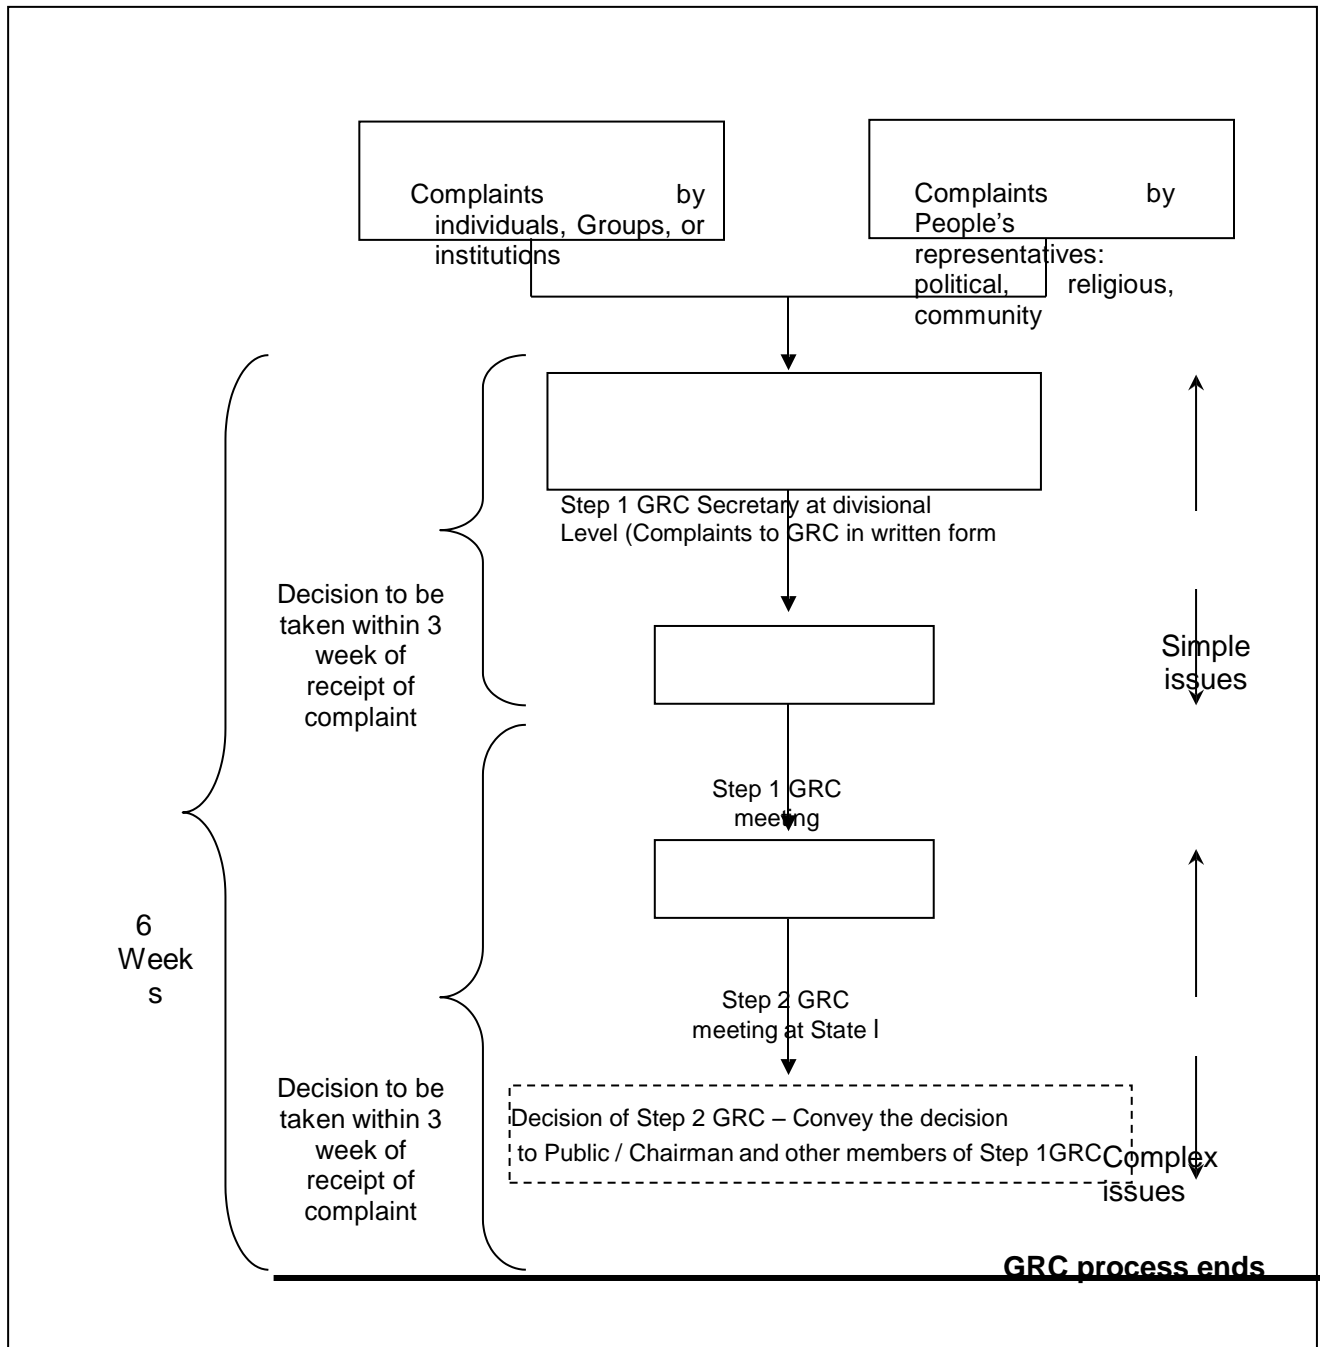 Complaints by
individuals, Groups, or
institutions
Complaints by
People’s
representatives:
political, religious,
community
Step 1 GRC Secretary at divisional
Level (Complaints to GRC in written form
Decision to be
taken within 3
week of
receipt of
complaint
Simple
issues
Step 1 GRC
meeting
6
Week
s
Step 2 GRC
meeting at State l
Decision to be
taken within 3
week of
receipt of
complaint
Decision of Step 2 GRC – Convey the decision
to Public / Chairman and other members of Step 1GRC
Complex
issues
GRC process ends